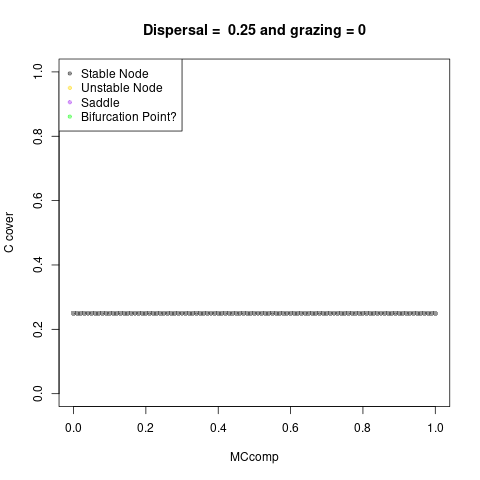 Dispersal =  0.25 and grazing = 0
Stable Node
Unstable Node
Saddle
Bifurcation Point?
1.0
0.8
0.6
0.4
0.2
0.0
C cover
0.0 0.2 0.4 0.6 0.8 1.0
MCcomp